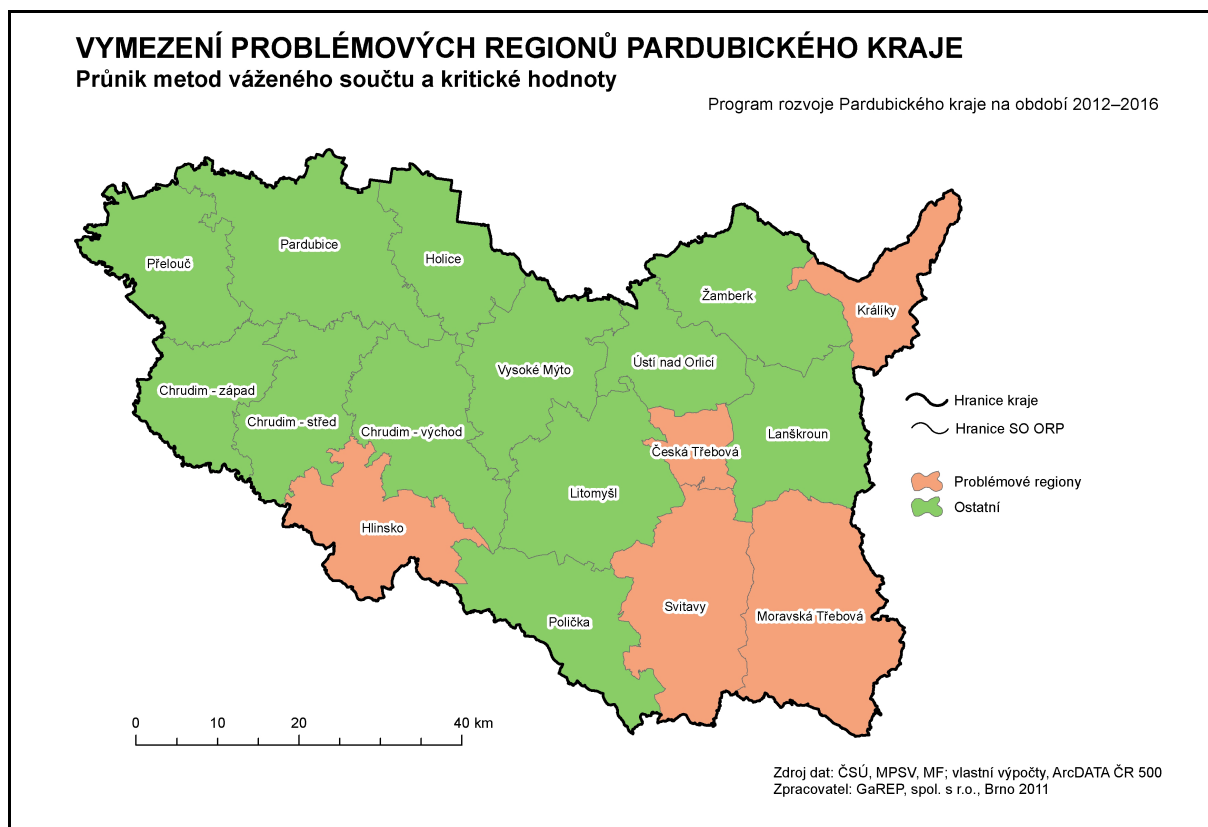 VYMEZENÍ PROBLÉMOVÝCH REGIONŮ PARDUBICKÉHO KRAJE
Průnik metod váženého součtu a kritické hodnoty
Program rozvoje Pardubického kraje na období 2012–2016
Přelouč
Pardubice
Holice
Žamberk
Králíky
Chrudim - západ
Chrudim - střed
Chrudim - východ
Vysoké Mýto
Ústí nad Orlicí
Lanškroun
Česká Třebová
Litomyšl
Hlinsko
Polička
Svitavy
Moravská Třebová
Hranice kraje
Hranice SO ORP
Problémové regiony
Ostatní
0 10 20 40 km
Zdroj dat: ČSÚ, MPSV, MF; vlastní výpočty, ArcDATA ČR 500
Zpracovatel: GaREP, spol. s r.o., Brno 2011